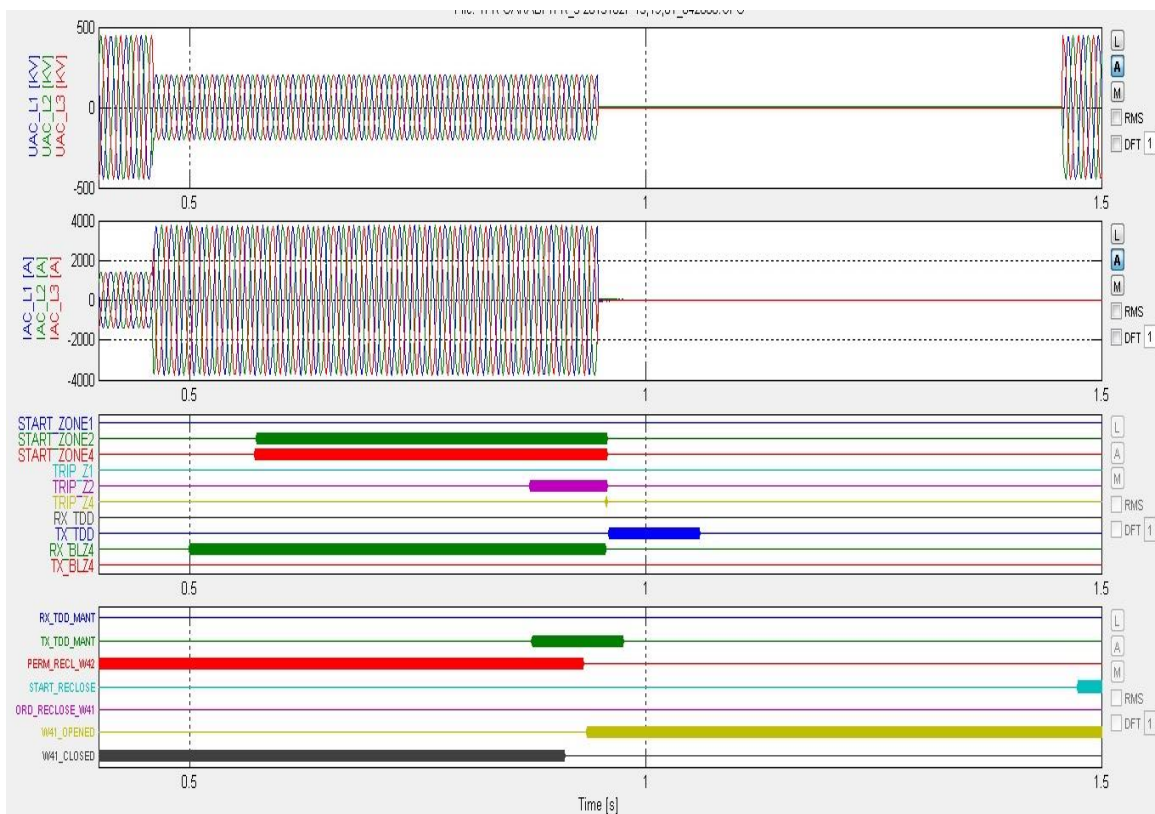 500
0
-500
UAC_L1 [KV]
UAC_L2 [KV]
UAC_L3 [KV]
0.5 1 1.5
L
A
M
RMS
DFT 1
4000
2000
0
-2000
-4000
IAC_L1 [A]
IAC_L2 [A]
IAC_L3 [A]
0.5 1 1.5
L
A
M
RMS
DFT 1
START_ZONE1
START_ZONE2
START_ZONE4
TRIP_Z1
TRIP_Z2
TRIP_Z4
RX_TDD
TX_TDD
RX_BLZ4
TX_BLZ4
0.5 1 1.5
L
A
M
RMS
DFT 1
RX_TDD_MANT
TX_TDD_MANT
PERM_RECL_W42
START_RECLOSE
ORD_RECLOSE_W41
W41_OPENED
W41_CLOSED
0.5 1 1.5
L
A
M
RMS
DFT 1
Time [s]